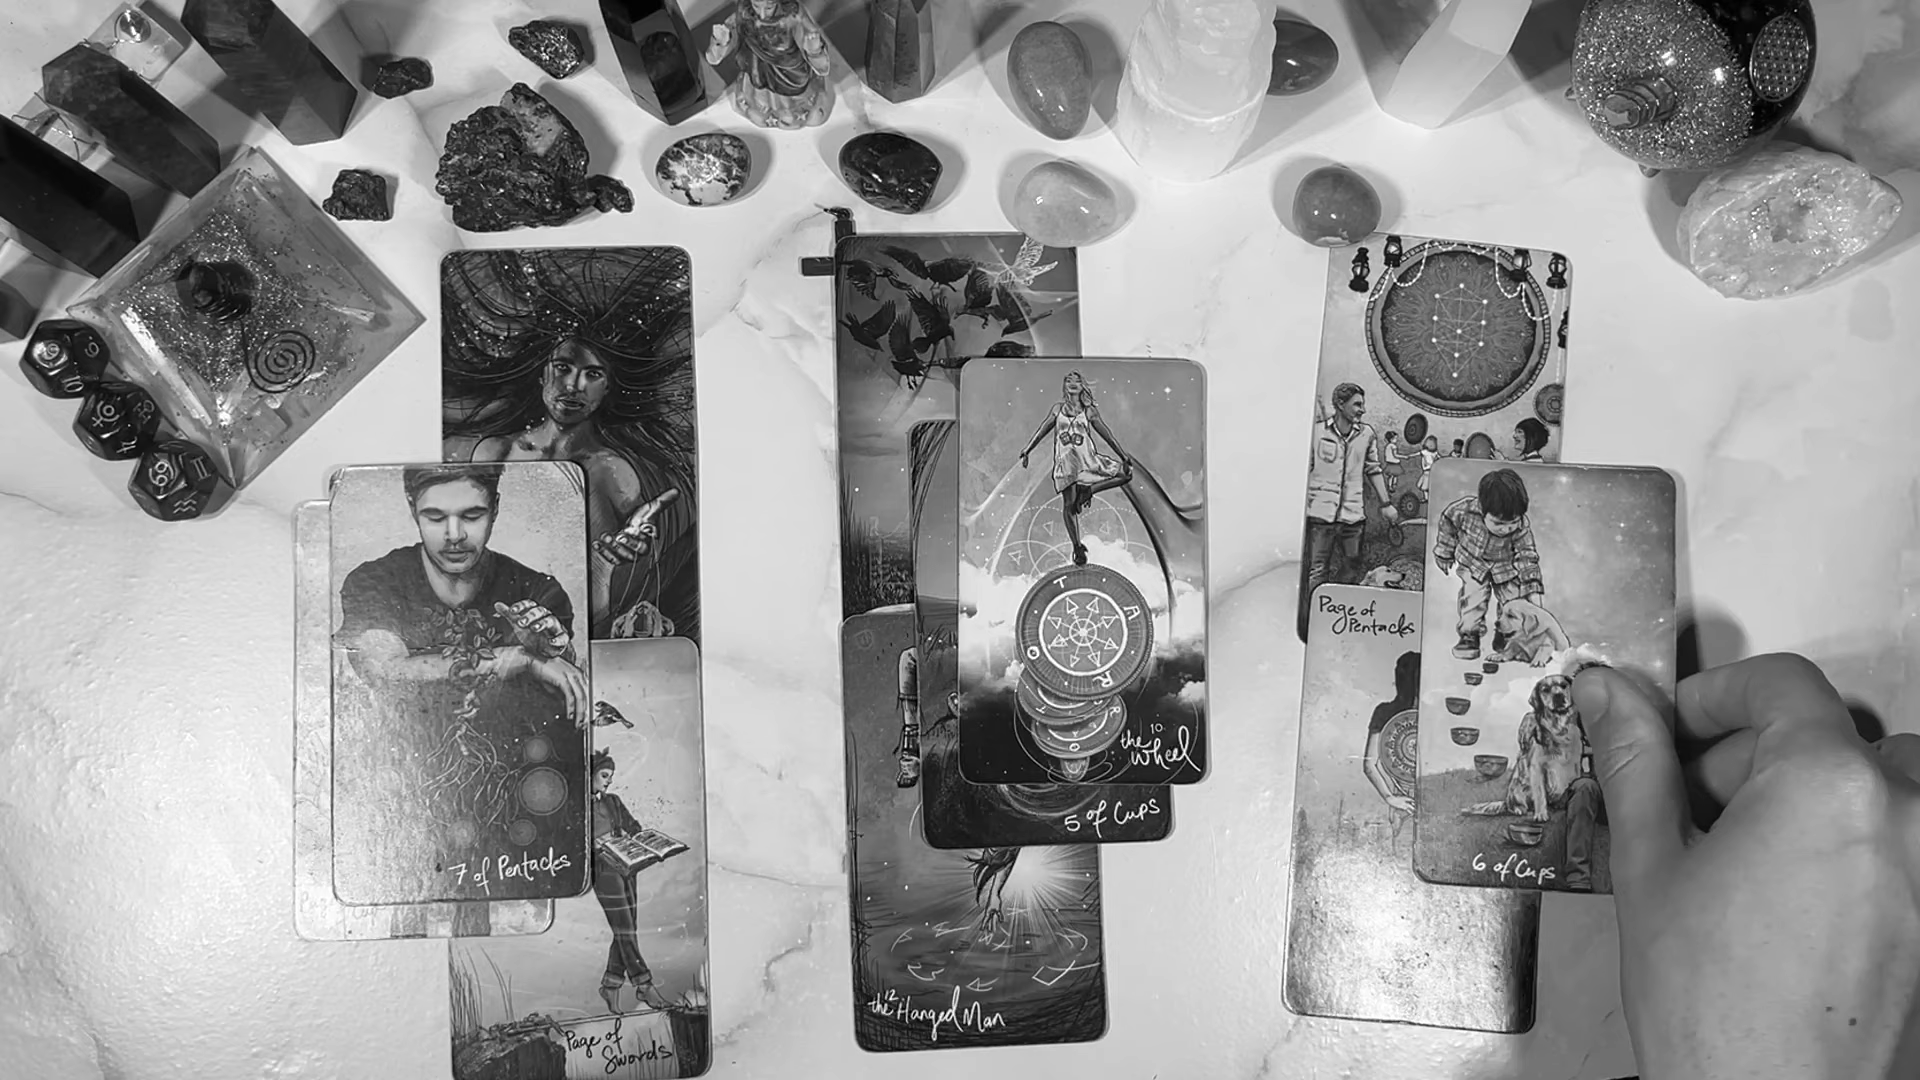 7 of Pentacles
Page of
Swords
T A R O
10
the Wheel
5 of Cups
12
the Hanged Man
Page of
Pentacles
6 of Cups